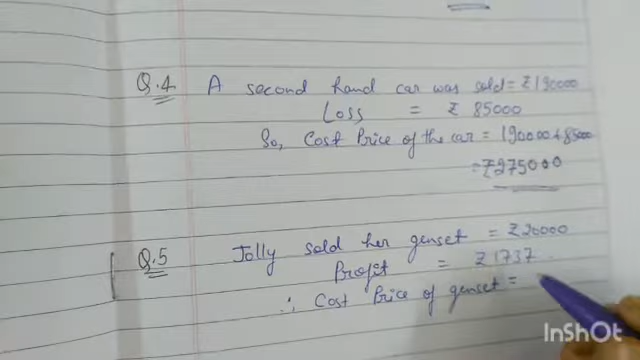 Q.4 A second hand car was sold = ₹190000
Loss = ₹ 85000
So, Cost Price of the car = 190000+85000
= ₹275000
Q.5 Jolly sold her genset = ₹20000
Profit = ₹1737
∴ Cost Price of genset =
InShOt